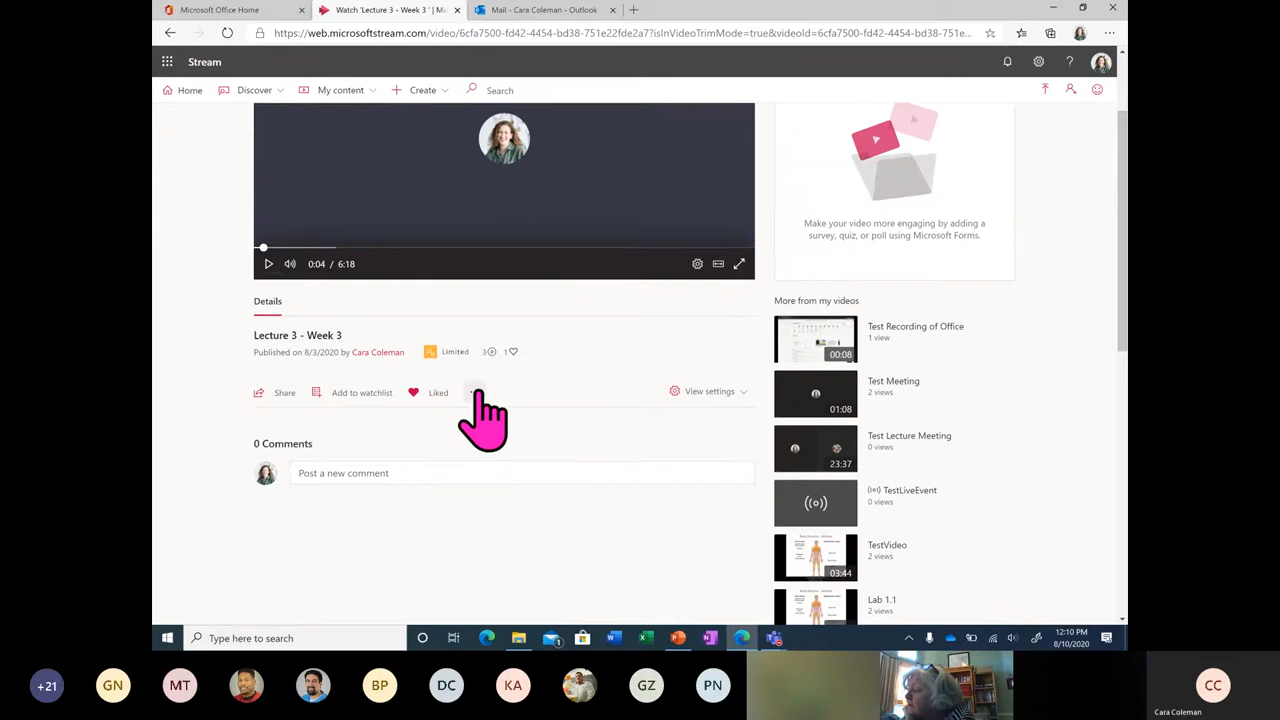 Microsoft Office Home
Watch 'Lecture 3 - Week 3 ' | Mic
Mail - Cara Coleman - Outlook
https://web.microsoftstream.com/video/6cfa7500-fd42-4454-bd38-751e22fde2a7?isInVideoTrimMode=true&videoId=6cfa7500-fd42-4454-bd38-751e...
Stream
Home
Discover
My content
Create
Search
Make your video more engaging by adding a
survey, quiz, or poll using Microsoft Forms.
0:04 / 6:18
Details
Lecture 3 - Week 3
Published on 8/3/2020 by Cara Coleman
Limited
3
1
Share
Add to watchlist
Liked
View settings
0 Comments
Post a new comment
More from my videos
Test Recording of Office
1 view
00:08
Test Meeting
2 views
01:08
Test Lecture Meeting
0 views
23:37
TestLiveEvent
0 views
TestVideo
2 views
03:44
Lab 1.1
2 views
Type here to search
12:10 PM
8/10/2020
+21
GN
MT
BP
DC
KA
GZ
PN
CC
Cara Coleman